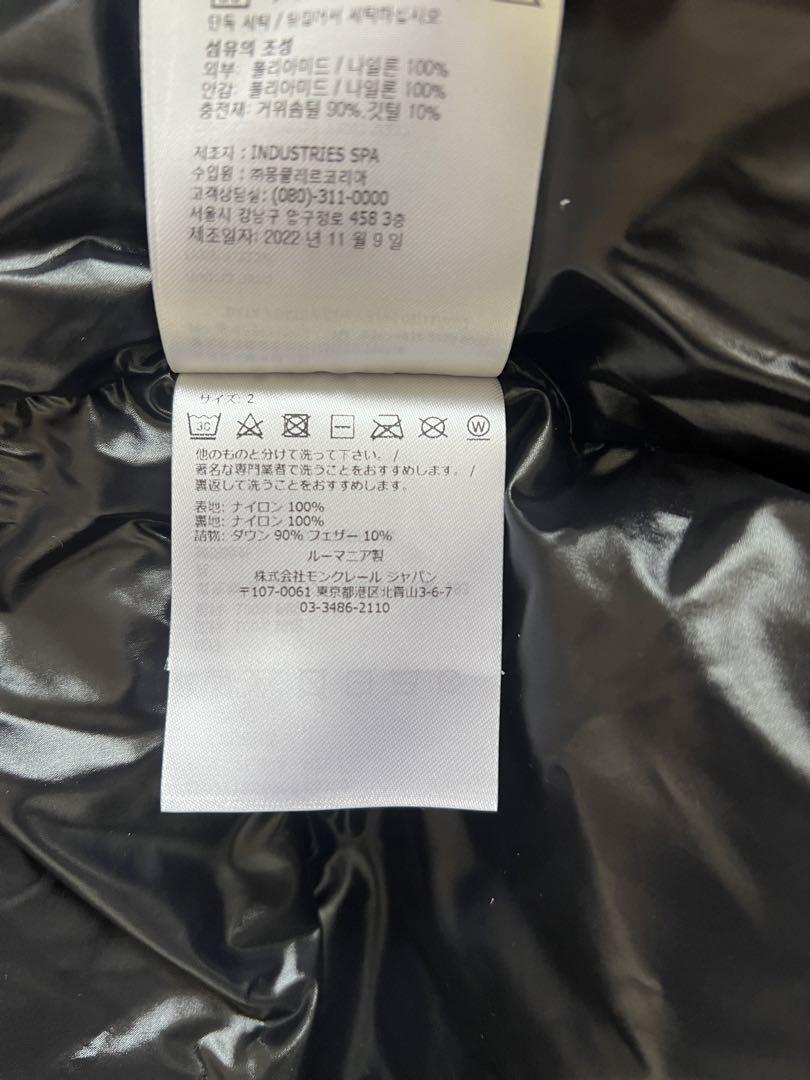 단독 세탁 / 뒤집어서 세탁하십시오
섬유의 조성
외부: 폴리아미드 / 나일론 100%
안감: 폴리아미드 / 나일론 100%
충전재: 거위솜털 90%, 깃털 10%
제조자 : INDUSTRIES SPA
수입원 : ㈜몽클레르코리아
고객상담실: (080)-311-0000
서울시 강남구 압구정로 458 3층
제조일자: 2022 년 11 월 9 일
サイズ: 2
30
W
他のものと分けて洗って下さい。 /
著名な専門業者で洗うことをおすすめします。 /
裏返して洗うことをおすすめします。
表地: ナイロン 100%
裏地: ナイロン 100%
詰物: ダウン 90% フェザー 10%
ルーマニア製
株式会社モンクレール ジャパン
〒107-0061 東京都港区北青山3-6-7
03-3486-2110